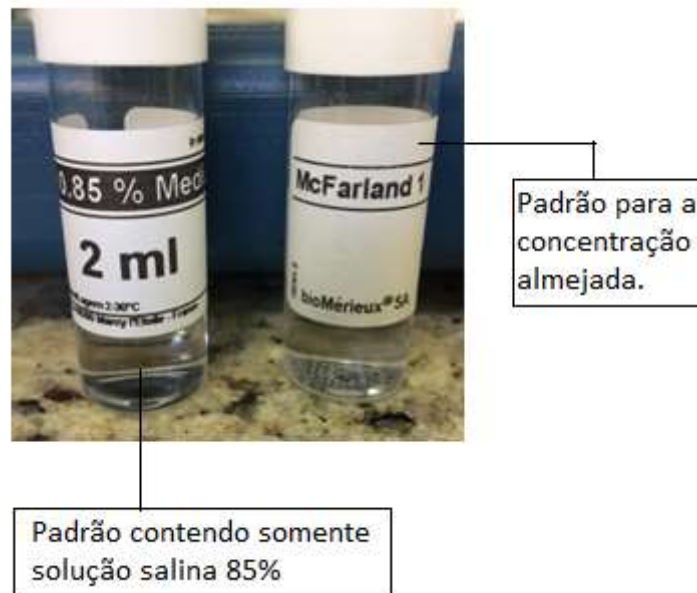 0.85 % Med
2 ml
McFarland 1
bioMérieux® SA
Padrão para a
concentração
almejada.
Padrão contendo somente
solução salina 85%